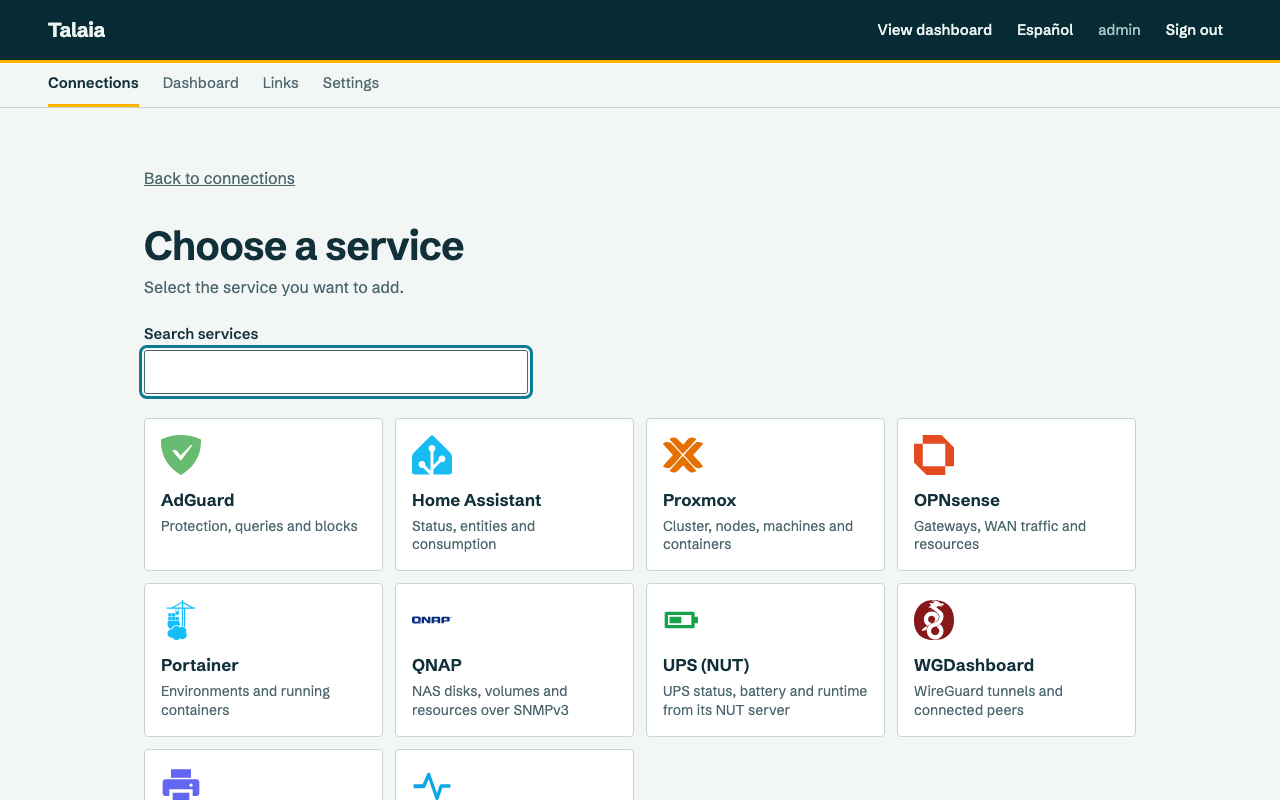 Talaia
View dashboard
Español
admin
Sign out
Connections
Dashboard
Links
Settings
Back to connections
Choose a service
Select the service you want to add.
Search services
AdGuard
Protection, queries and blocks
Home Assistant
Status, entities and
consumption
Proxmox
Cluster, nodes, machines and
containers
OPNsense
Gateways, WAN traffic and
resources
Portainer
Environments and running
containers
QNAP
QNAP
NAS disks, volumes and
resources over SNMPv3
UPS (NUT)
UPS status, battery and runtime
from its NUT server
WGDashboard
WireGuard tunnels and
connected peers